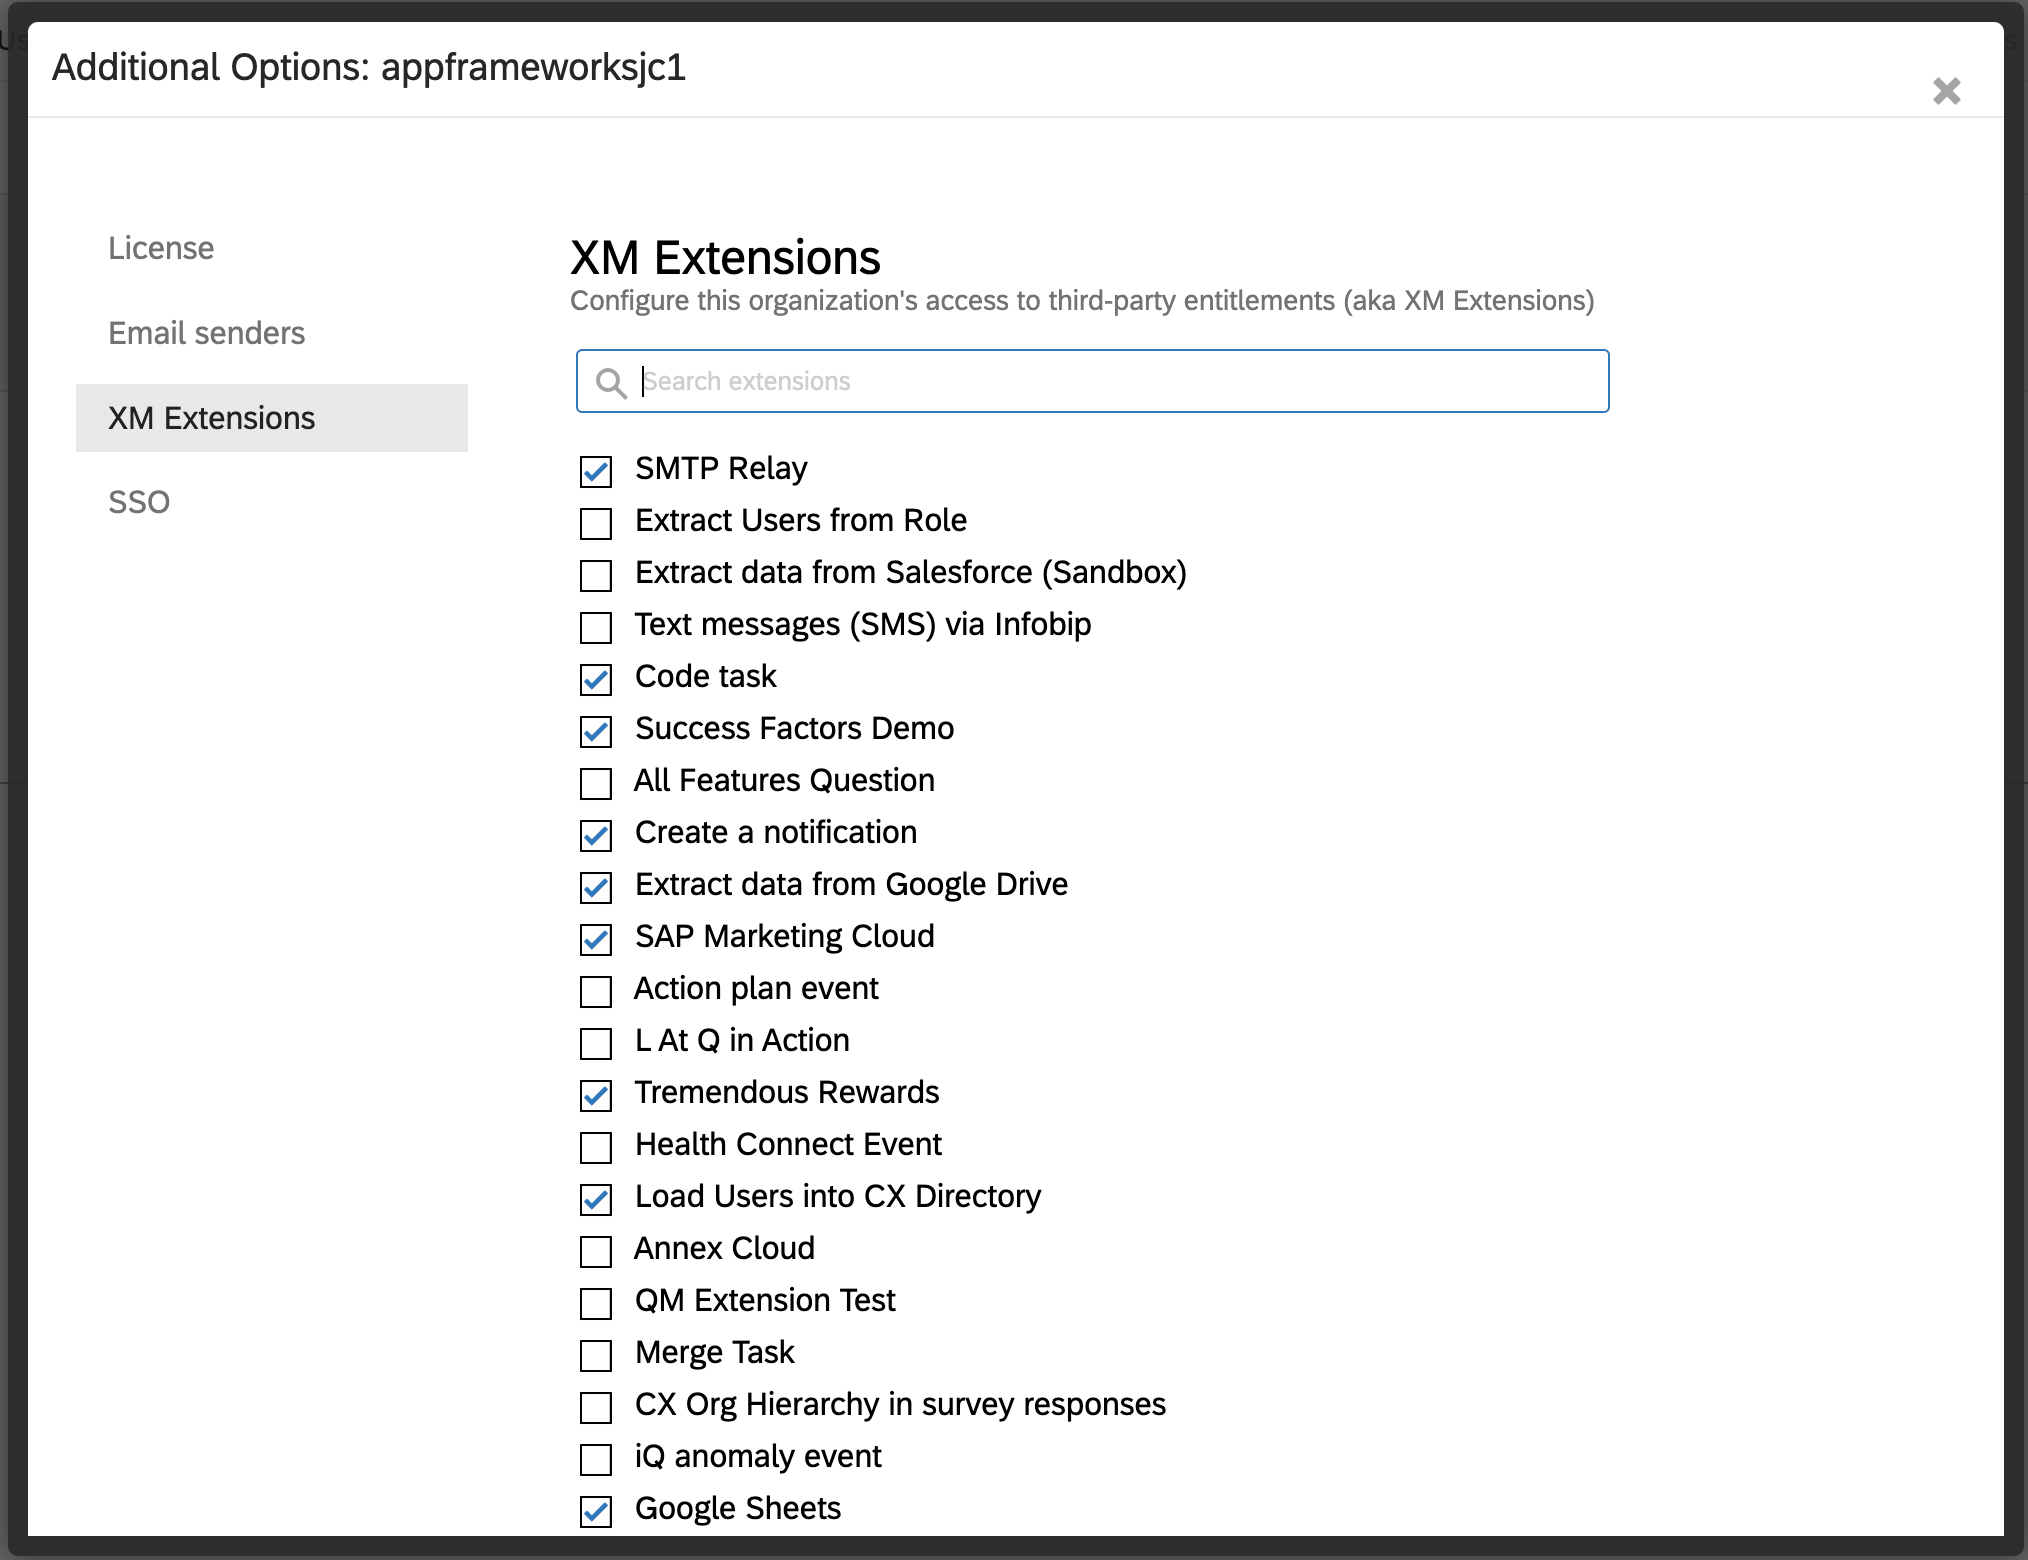 Additional Options: appframeworksjc1
License
Email senders
XM Extensions
SSO
XM Extensions
Configure this organization's access to third-party entitlements (aka XM Extensions)
Search extensions
SMTP Relay
Extract Users from Role
Extract data from Salesforce (Sandbox)
Text messages (SMS) via Infobip
Code task
Success Factors Demo
All Features Question
Create a notification
Extract data from Google Drive
SAP Marketing Cloud
Action plan event
L At Q in Action
Tremendous Rewards
Health Connect Event
Load Users into CX Directory
Annex Cloud
QM Extension Test
Merge Task
CX Org Hierarchy in survey responses
iQ anomaly event
Google Sheets